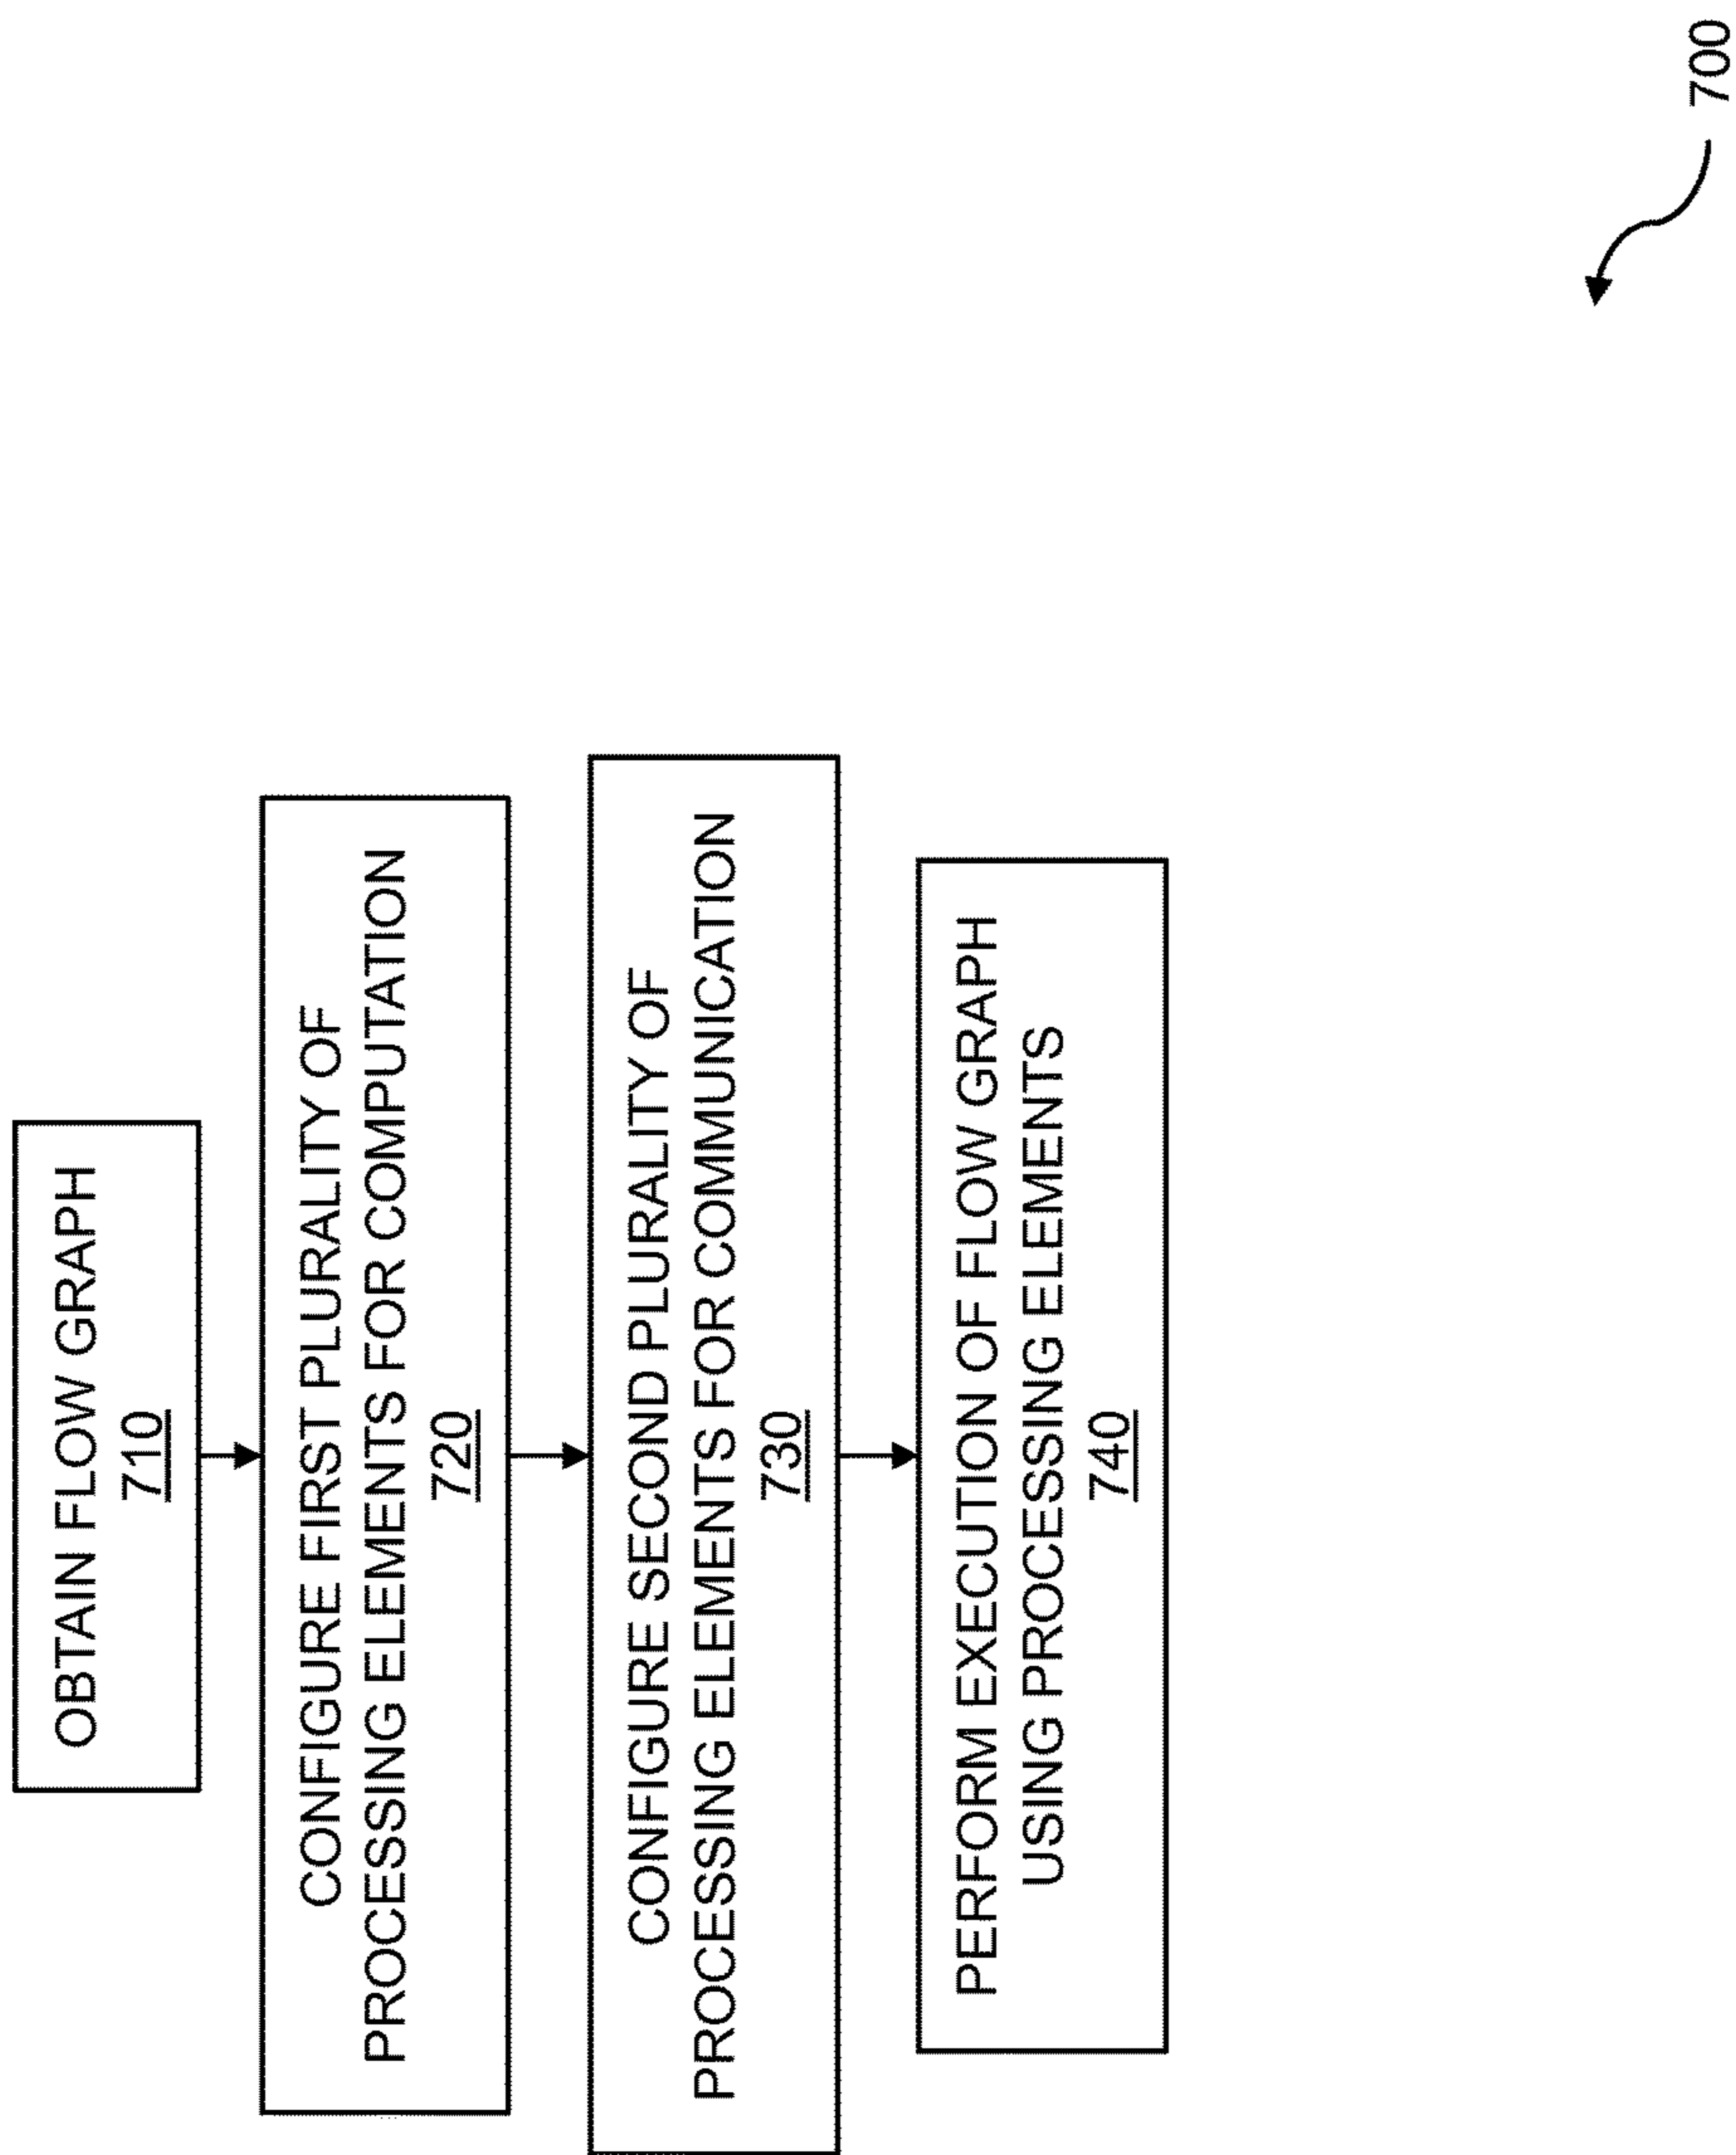 OBTAIN FLOW GRAPH
710
CONFIGURE FIRST PLURALITY OF
PROCESSING ELEMENTS FOR COMPUTATION
720
CONFIGURE SECOND PLURALITY OF
PROCESSING ELEMENTS FOR COMMUNICATION
730
PERFORM EXECUTION OF FLOW GRAPH
USING PROCESSING ELEMENTS
740
700